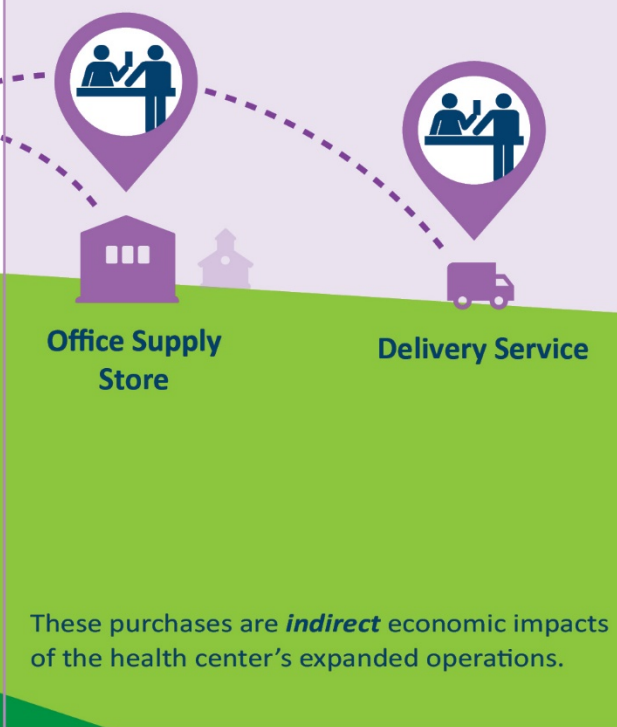 Office Supply
Store
Delivery Service
These purchases are indirect economic impacts
of the health center’s expanded operations.